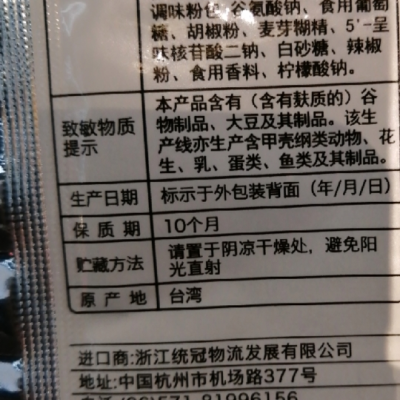 调味粉包:谷氨酸钠、食用葡萄
糖、胡椒粉、麦芽糊精、5'-呈
味核苷酸二钠、白砂糖、辣椒
粉、食用香料、柠檬酸钠。
致敏物质
提示
本产品含有(含有麸质的)谷
物制品、大豆及其制品。该生
产线亦生产含甲壳纲类动物、花
生、乳、蛋类、鱼类及其制品。
生产日期
标示于外包装背面(年/月/日)
保质期
10个月
贮藏方法
请置于阴凉干燥处，避免阳
光直射
原产地
台湾
进口商:浙江统冠物流发展有限公司
地址:中国杭州市机场路377号